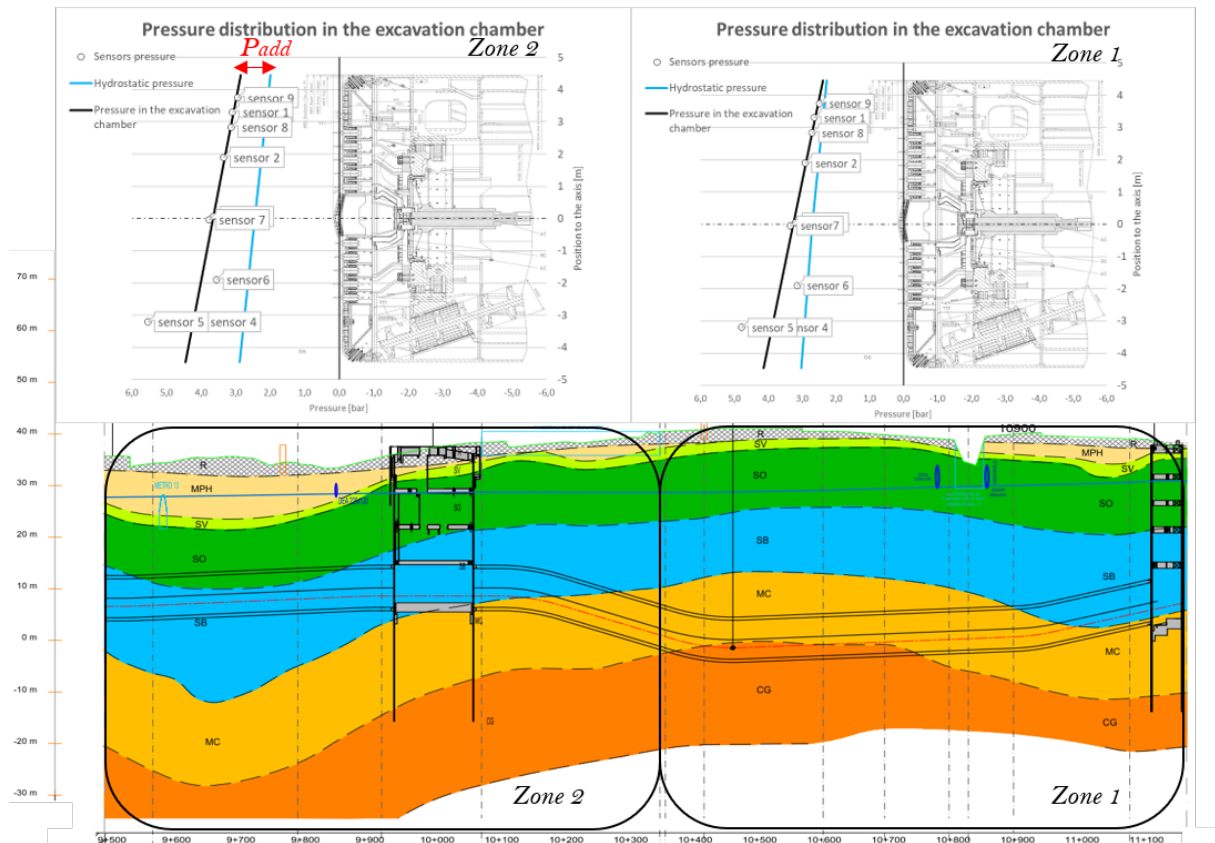 Pressure distribution in the excavation chamber
Padd
Zone 2
Sensors pressure
Hydrostatic pressure
Pressure in the excavation
chamber
sensor 9
sensor 1
sensor 8
sensor 2
sensor 7
sensor6
sensor 5
sensor 4
5
4
3
2
1
0
-1
-2
-3
-4
-5
Position to the axis [m]
6,0 5,0 4,0 3,0 2,0 1,0 0,0 -1,0 -2,0 -3,0 -4,0 -5,0 -6,0
Pressure [bar]
Pressure distribution in the excavation chamber
Zone 1
Sensors pressure
Hydrostatic pressure
Pressure in the excavation
chamber
sensor 9
sensor 1
sensor 8
sensor 2
sensor7
sensor 6
sensor 5
nsor 4
5
4
3
2
1
0
-1
-2
-3
-4
-5
Position to the axis [m]
6,0 5,0 4,0 3,0 2,0 1,0 0,0 -1,0 -2,0 -3,0 -4,0 -5,0 -6,0
Pressure [bar]
70 m
60 m
50 m
40 m
30 m
20 m
10 m
0 m
-10 m
-20 m
-30 m
10900
R
MPH
METRO 13
SV
SO
SB
MC
SV
SO
SB
MC
CG
R
SV
SO
SB
MC
CG
R
MPH
SV
SO
SB
MC
CG
Zone 2
Zone 1
9+500 9+600 9+700 9+800 9+900 10+000 10+100 10+200 10+300 10+400 10+500 10+600 10+700 10+800 10+900 11+000 11+100